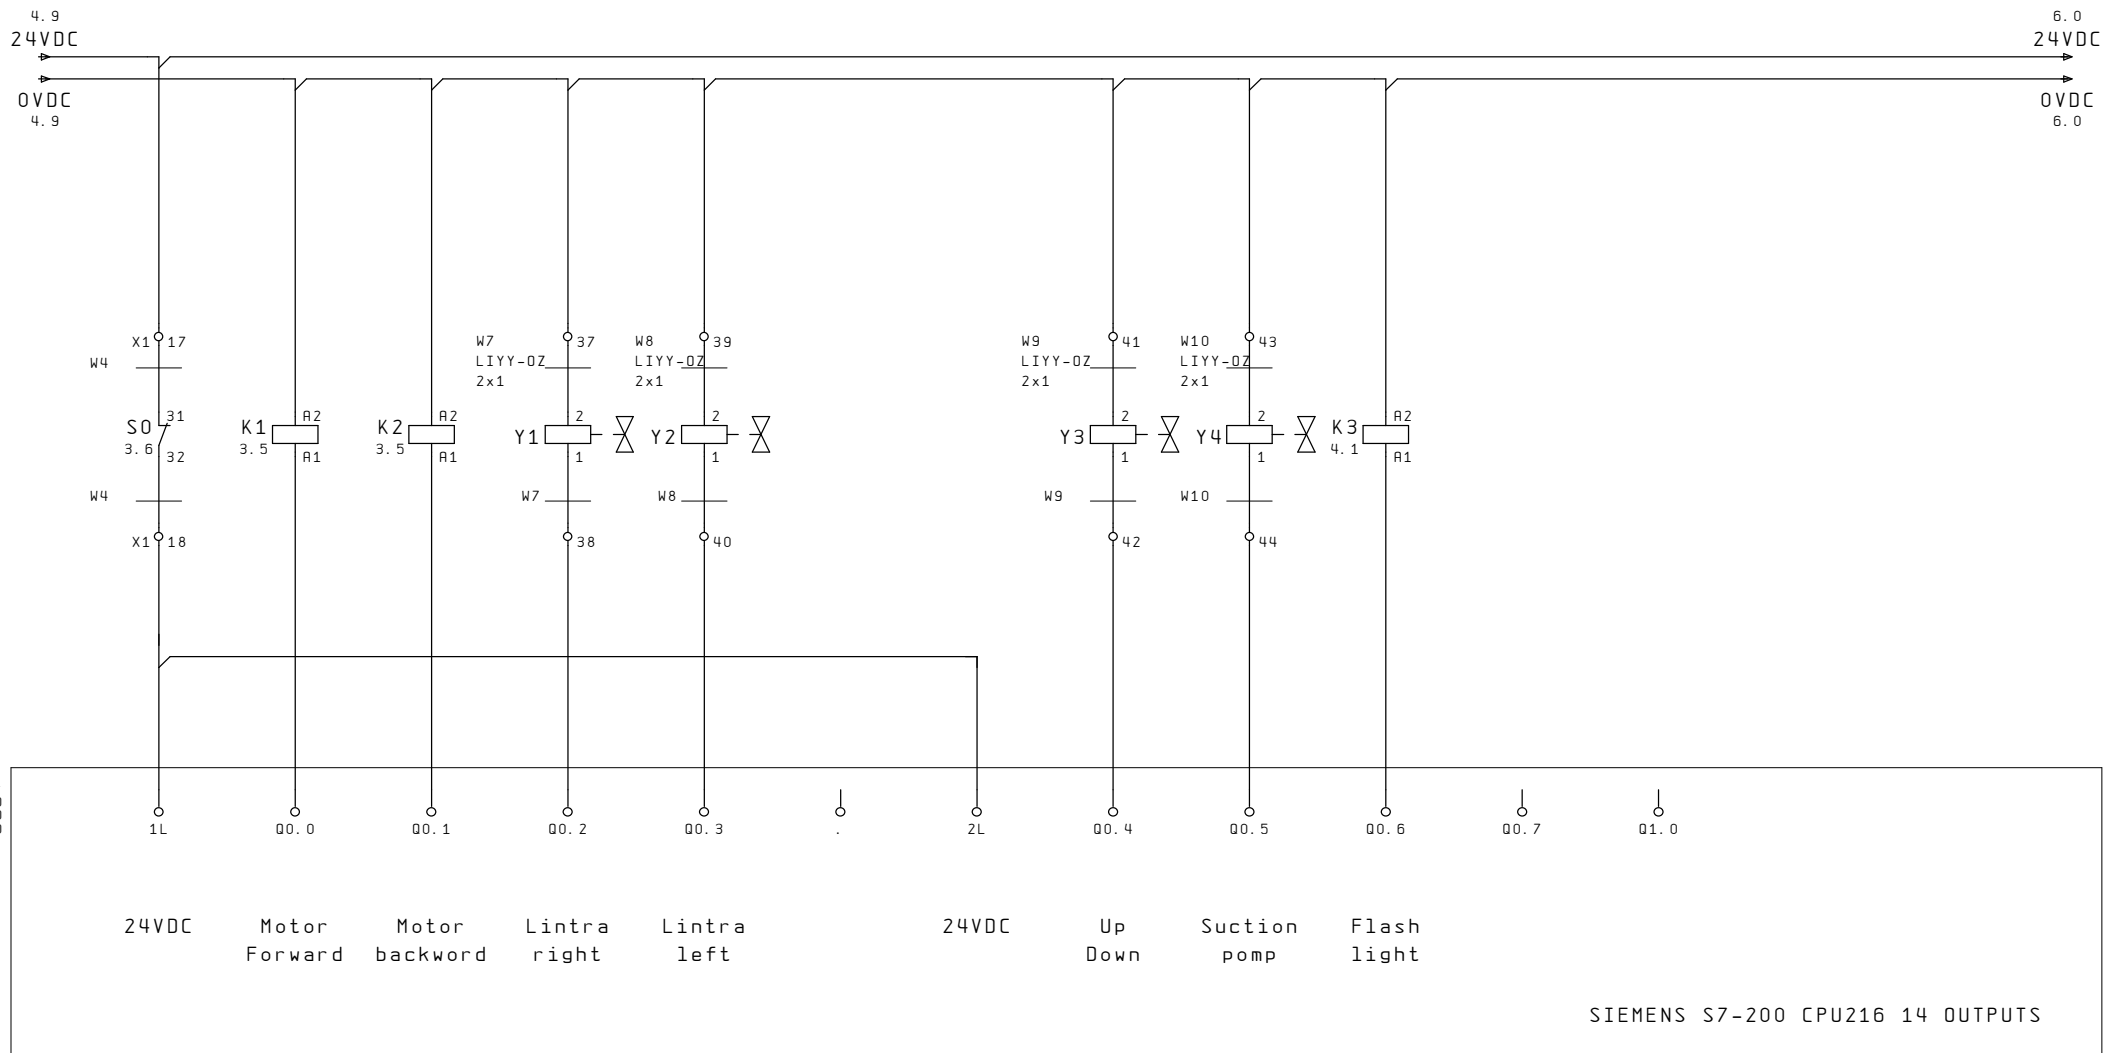 4.9
6.0
24VDC
24VDC
0VDC
0VDC
4.9
6.0
X1 17
W7
37
W8
39
W9
41
W10
43
W4
LIYY-OZ
LIYY-OZ
LIYY-OZ
LIYY-OZ
2x1
2x1
2x1
2x1
31
A2
A2
2
2
2
2
A2
S0
K1
K2
Y1
Y2
Y3
Y4
K3
3.6
3.5
3.5
4.1
32
A1
A1
1
1
1
1
A1
W4
W7
W8
W9
W10
X1 18
38
40
42
44
1L
Q0.0
Q0.1
Q0.2
Q0.3
.
2L
Q0.4
Q0.5
Q0.6
Q0.7
Q1.0
24VDC
Motor
Forward
Motor
backword
Lintra
right
Lintra
left
24VDC
Up
Down
Suction
pomp
Flash
light
SIEMENS S7-200 CPU216 14 OUTPUTS